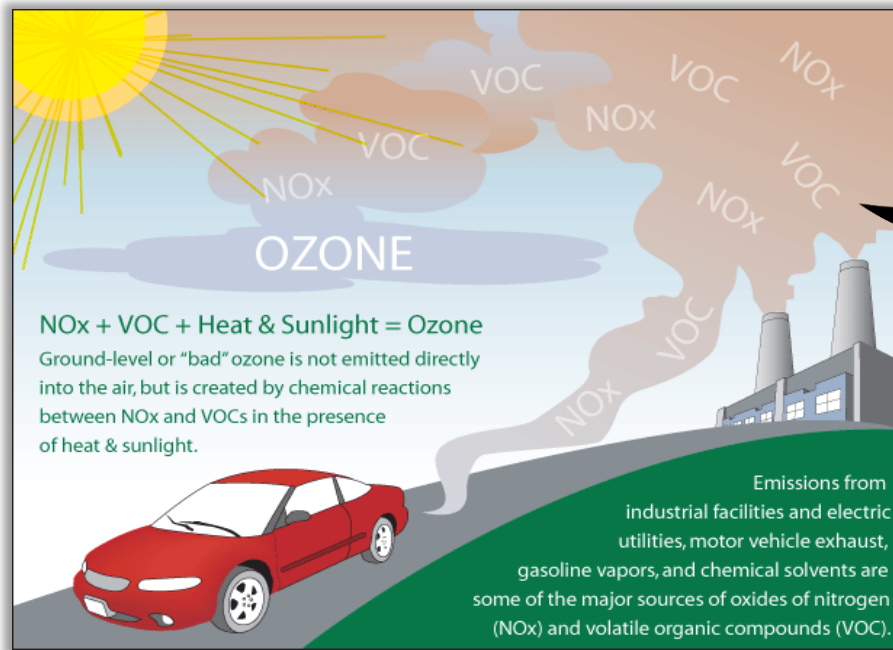 VOC
VOC
NOx
NOx
VOC
VOC
NOx
NOx
OZONE
VOC
NOx
NOx + VOC + Heat & Sunlight = Ozone
Ground-level or “bad” ozone is not emitted directly
into the air, but is created by chemical reactions
between NOx and VOCs in the presence
of heat & sunlight.
Emissions from
industrial facilities and electric
utilities, motor vehicle exhaust,
gasoline vapors, and chemical solvents are
some of the major sources of oxides of nitrogen
(NOx) and volatile organic compounds (VOC).